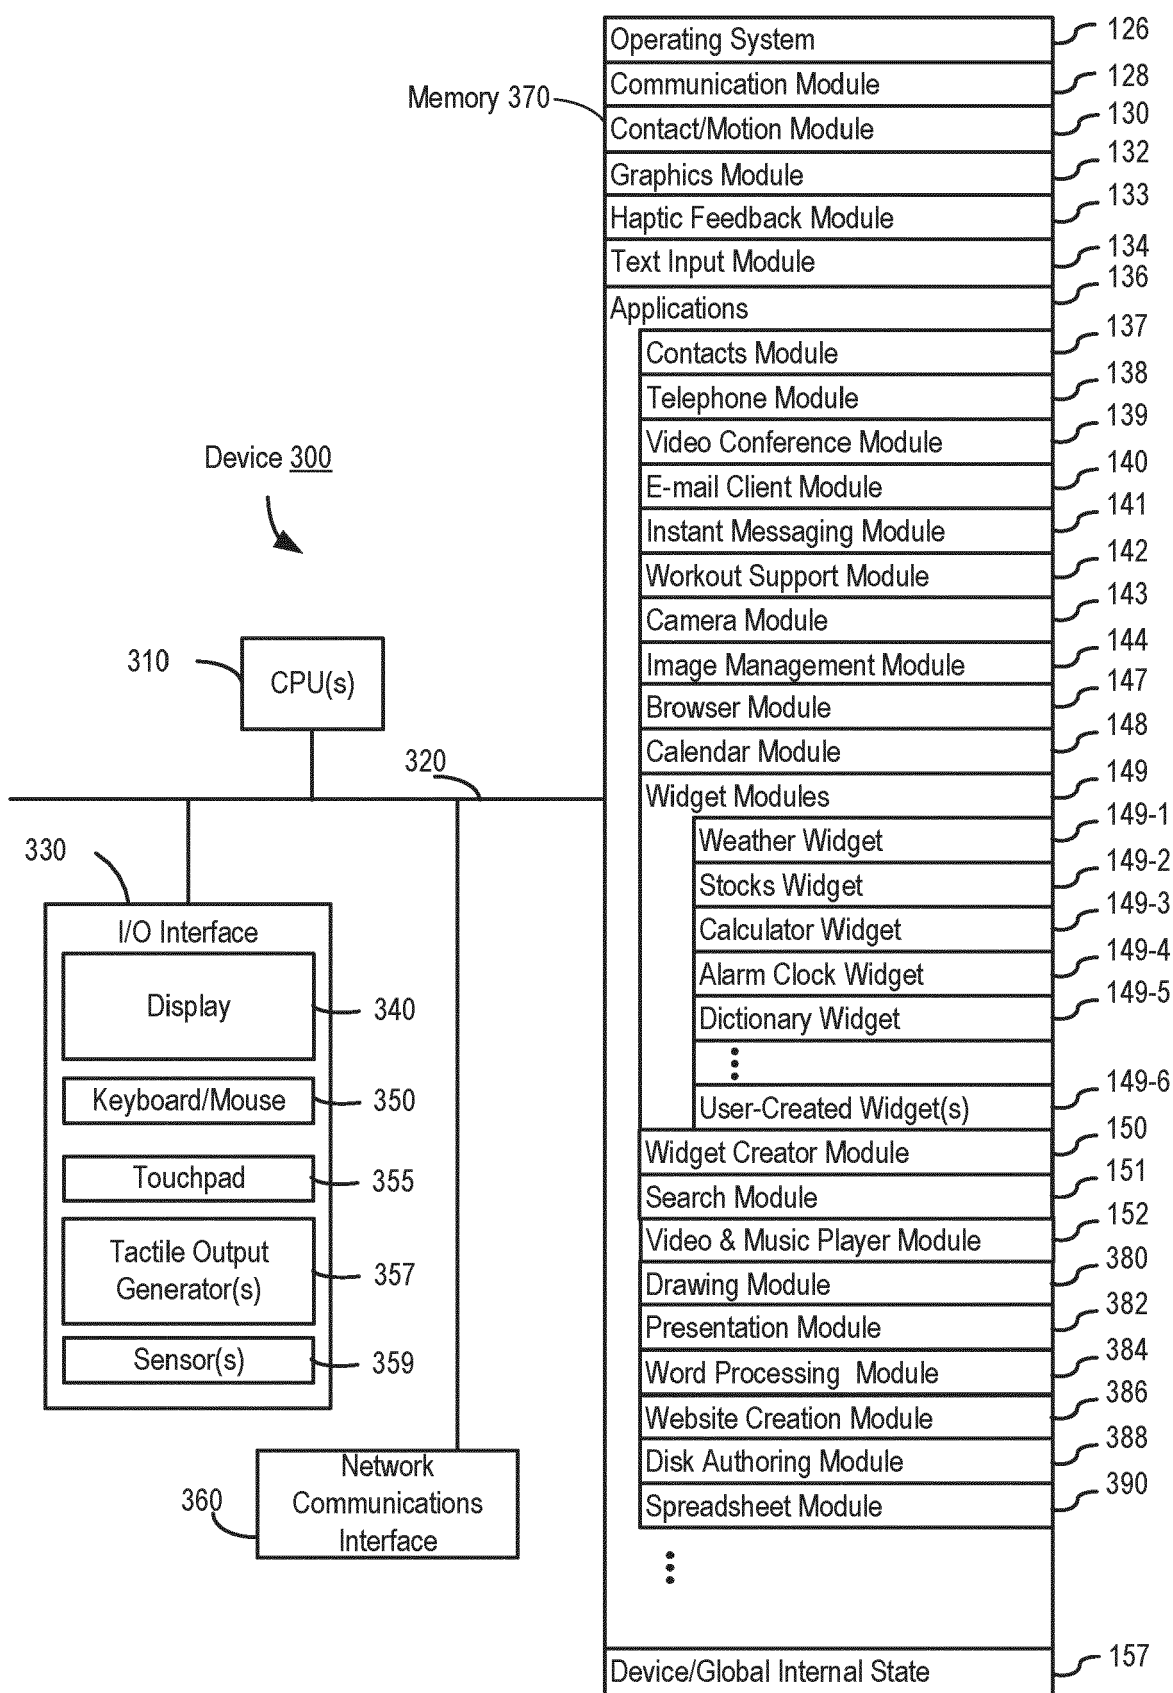 Operating System 126
Communication Module 128
Memory 370
Contact/Motion Module 130
Graphics Module 132
Haptic Feedback Module 133
Text Input Module 134
Applications 136
Contacts Module 137
Telephone Module 138
Video Conference Module 139
E-mail Client Module 140
Instant Messaging Module 141
Workout Support Module 142
Camera Module 143
Image Management Module 144
Browser Module 147
Calendar Module 148
Widget Modules 149
Weather Widget 149-1
Stocks Widget 149-2
Calculator Widget 149-3
Alarm Clock Widget 149-4
Dictionary Widget 149-5
User-Created Widget(s) 149-6
Widget Creator Module 150
Search Module 151
Video & Music Player Module 152
Drawing Module 380
Presentation Module 382
Word Processing Module 384
Website Creation Module 386
Disk Authoring Module 388
Spreadsheet Module 390
Device/Global Internal State 157
Device 300
310
CPU(s)
320
330
I/O Interface
Display 340
Keyboard/Mouse 350
Touchpad 355
Tactile Output
Generator(s) 357
Sensor(s) 359
360
Network
Communications
Interface